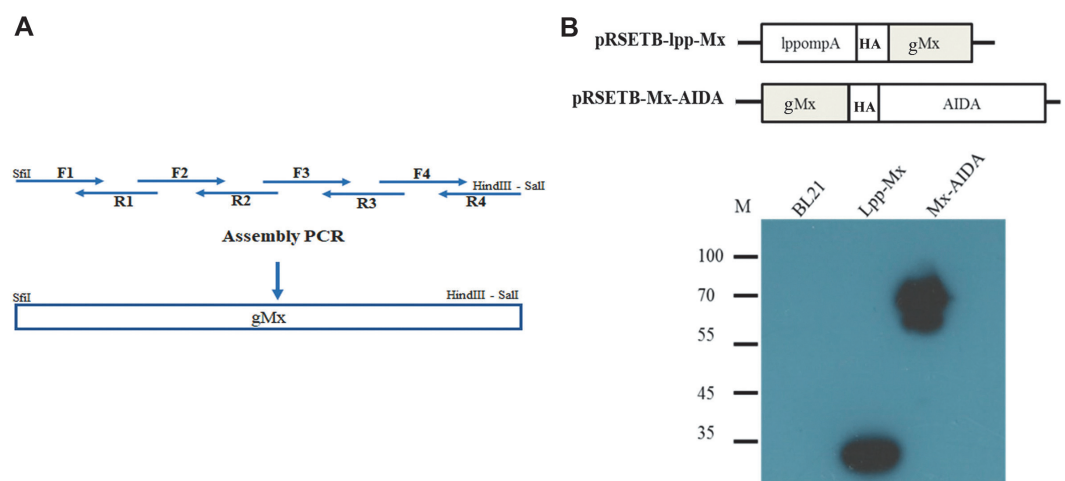 A
SfiI F1 F2 F3 F4 HindIII - SalI
R1 R2 R3 R4
Assembly PCR
SfiI HindIII - SalI
gMx
B
pRSETB-lpp-Mx lppompA HA gMx
pRSETB-Mx-AIDA gMx HA AIDA
M BL21 Lpp-Mx Mx-AIDA
100
70
55
45
35